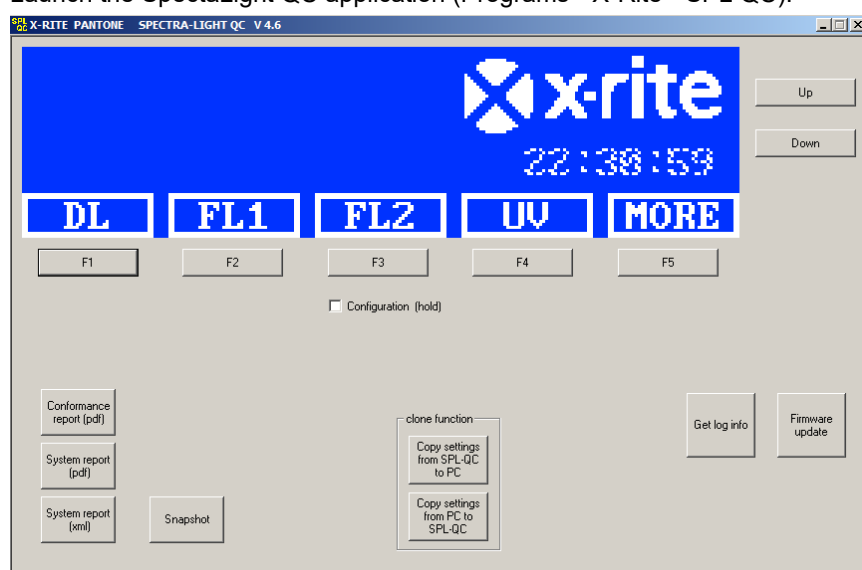 Launch the SpectaLight QC application (Programs - X-Rite - SPL QC).
SPL QC X-RITE PANTONE SPECTRA-LIGHT QC V 4.6
x-rite
Up
22:30:59
Down
DL FL1 FL2 UV MORE
F1 F2 F3 F4 F5
Configuration (hold)
Conformance
report (pdf)
System report
(pdf)
System report
(xml)
Snapshot
clone function
Copy settings
from SPL-QC
to PC
Copy settings
from PC to
SPL-QC
Get log info
Firmware
update